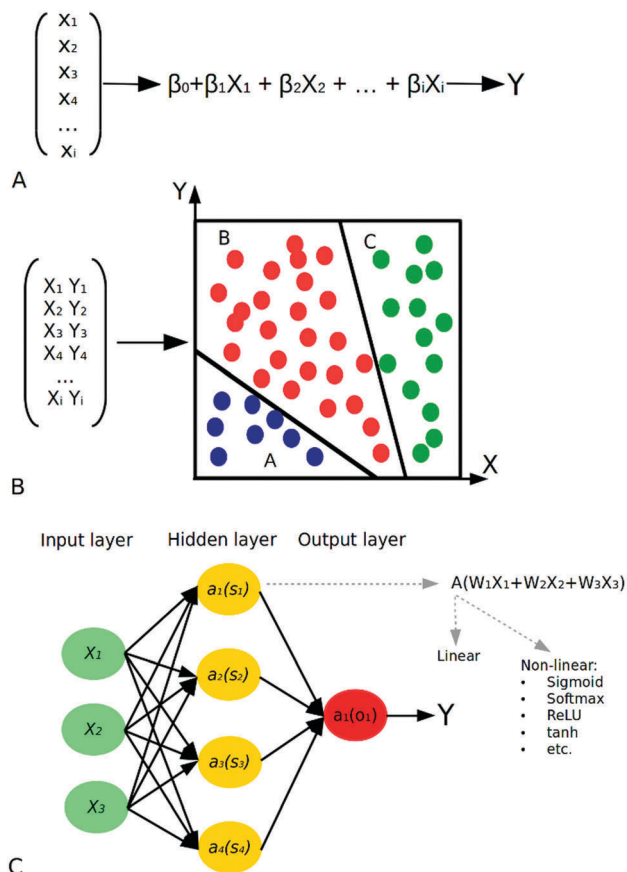 X₁
X₂
X₃
X₄
...
Xᵢ
β₀+β₁X₁ + β₂X₂ + ... + βᵢXᵢ
Y
A
Y
X₁ Y₁
X₂ Y₂
X₃ Y₃
X₄ Y₄
...
Xᵢ Yᵢ
B
C
A
X
B
Input layer
Hidden layer
Output layer
X₁
X₂
X₃
a₁(s₁)
a₂(s₂)
a₃(s₃)
a₄(s₄)
a₁(o₁)
Y
A(W₁X₁+W₂X₂+W₃X₃)
Linear
Non-linear:
• Sigmoid
• Softmax
• ReLU
• tanh
• etc.
C